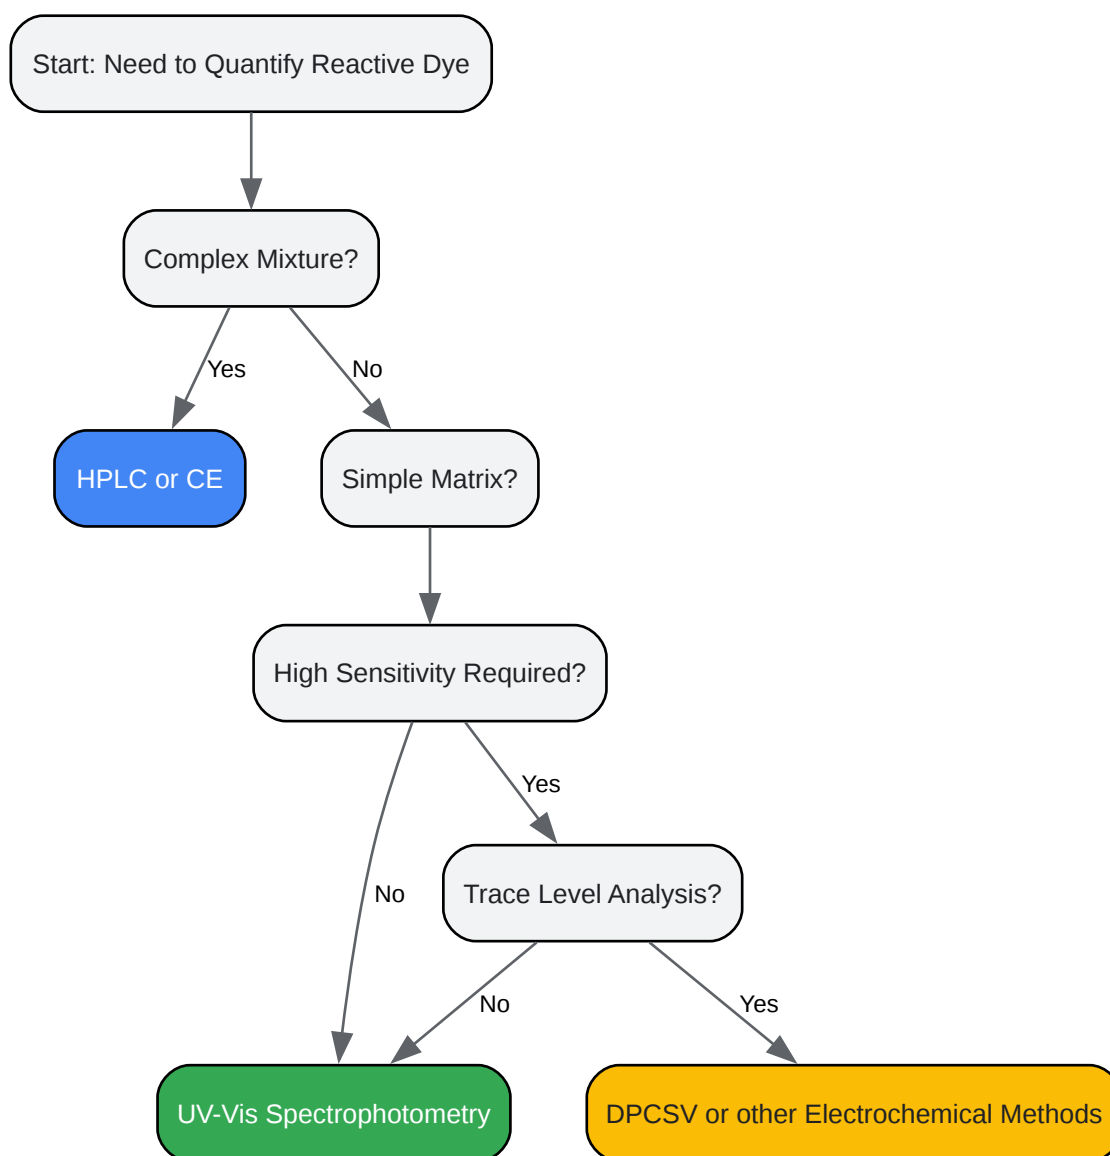 Start: Need to Quantify Reactive Dye
Complex Mixture?
Yes
No
HPLC or CE
Simple Matrix?
High Sensitivity Required?
Yes
No
Trace Level Analysis?
No
Yes
UV-Vis Spectrophotometry
DPCSV or other Electrochemical Methods